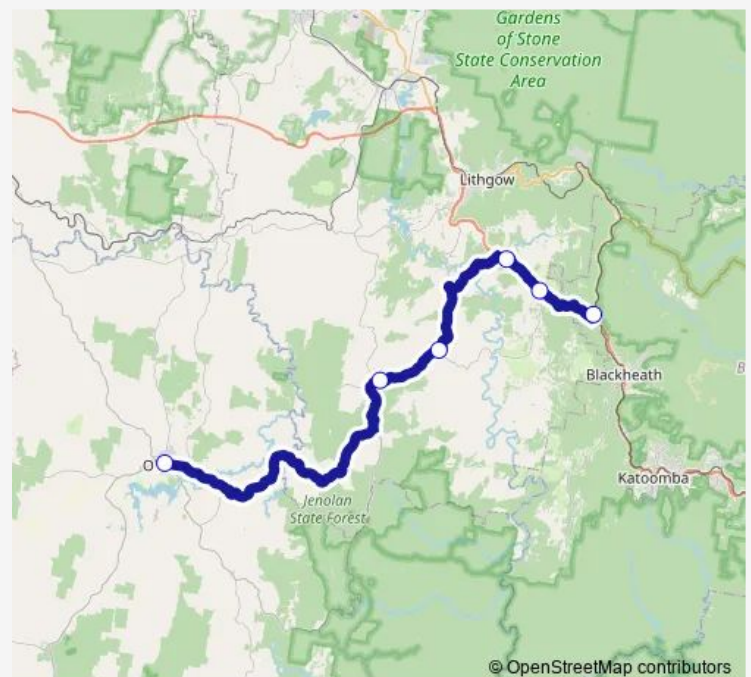 Gardens
of Stone
State Conservation
Area
Lithgow
Blackheath
Katoomba
O
Jenolan
State Forest
© OpenStreetMap contributors